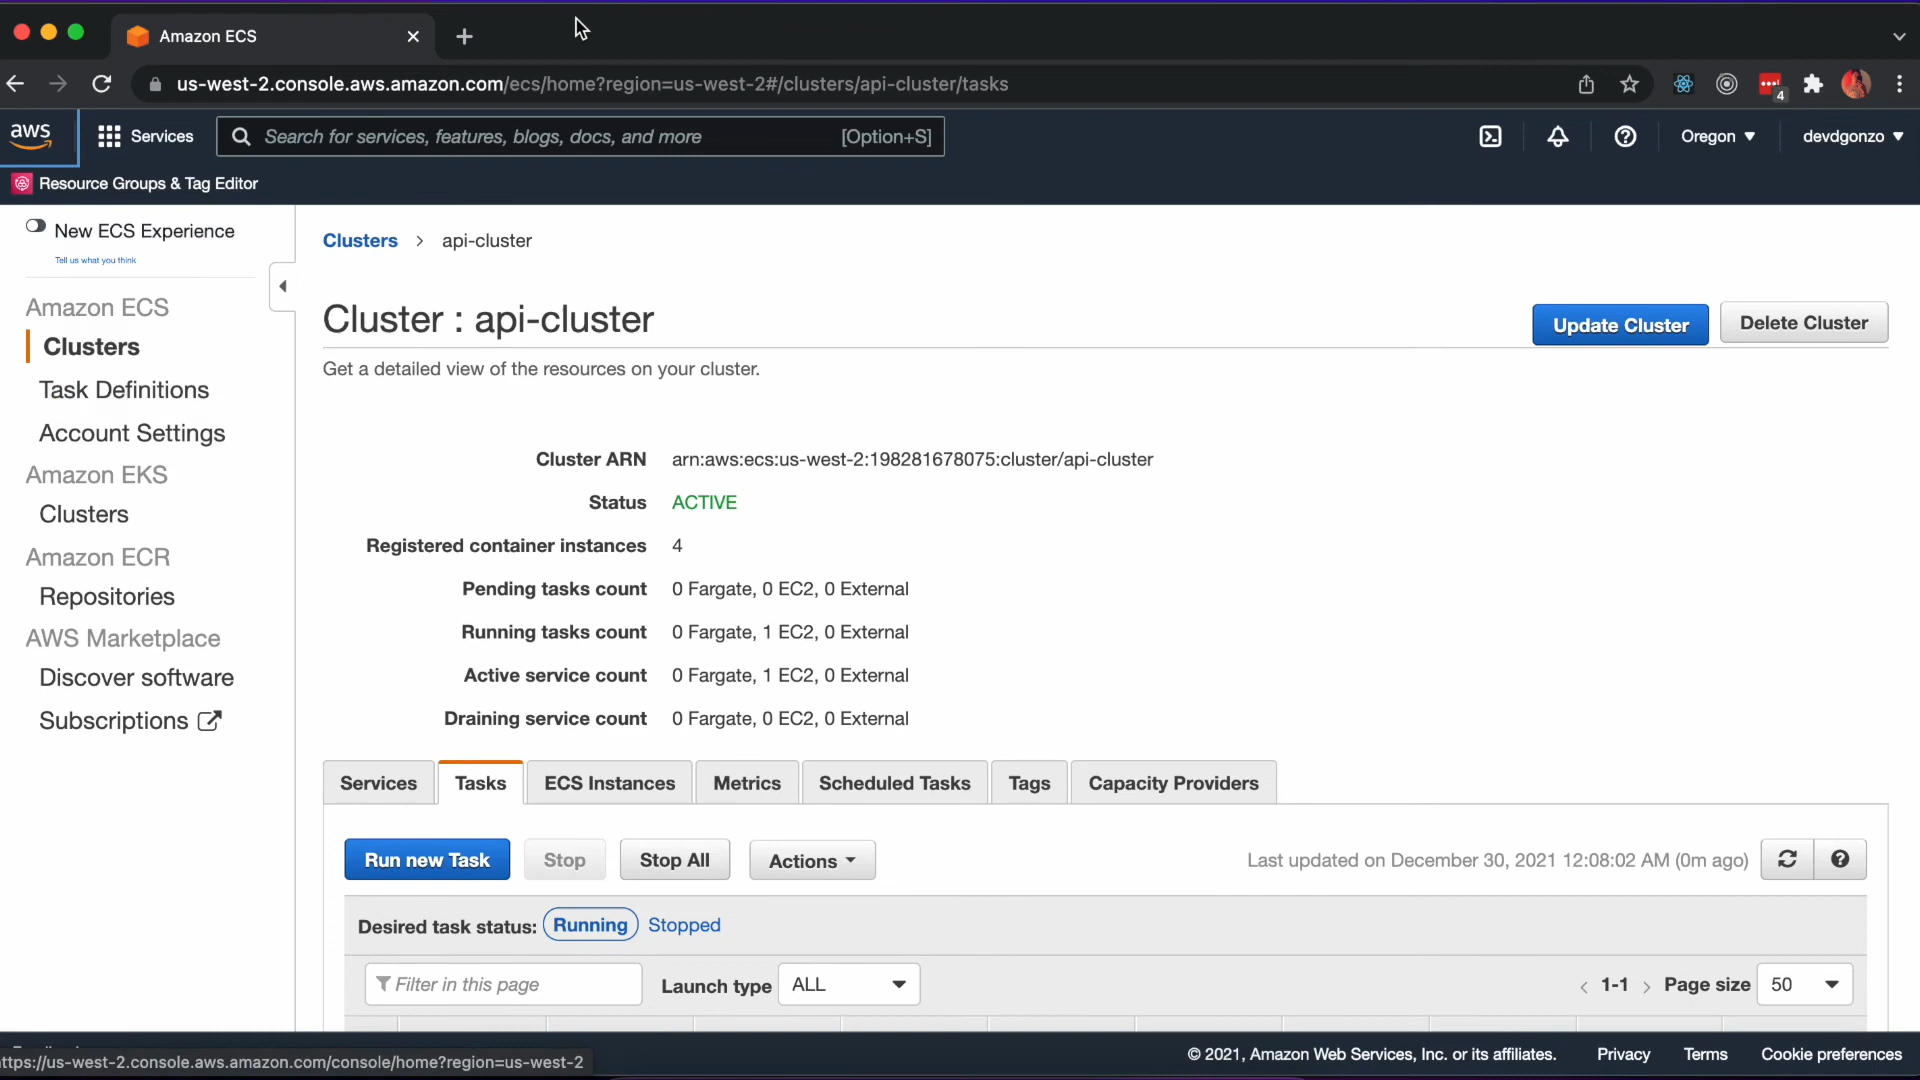 Amazon ECS
us-west-2.console.aws.amazon.com/ecs/home?region=us-west-2#/clusters/api-cluster/tasks
4
aws
Services
Search for services, features, blogs, docs, and more
[Option+S]
Oregon
devdgonzo
Resource Groups & Tag Editor
New ECS Experience
Tell us what you think
Amazon ECS
Clusters
Task Definitions
Account Settings
Amazon EKS
Clusters
Amazon ECR
Repositories
AWS Marketplace
Discover software
Subscriptions
Clusters > api-cluster
Cluster : api-cluster
Update Cluster
Delete Cluster
Get a detailed view of the resources on your cluster.
Cluster ARN arn:aws:ecs:us-west-2:198281678075:cluster/api-cluster
Status ACTIVE
Registered container instances 4
Pending tasks count 0 Fargate, 0 EC2, 0 External
Running tasks count 0 Fargate, 1 EC2, 0 External
Active service count 0 Fargate, 1 EC2, 0 External
Draining service count 0 Fargate, 0 EC2, 0 External
Services
Tasks
ECS Instances
Metrics
Scheduled Tasks
Tags
Capacity Providers
Run new Task
Stop
Stop All
Actions
Last updated on December 30, 2021 12:08:02 AM (0m ago)
Desired task status: Running Stopped
Filter in this page
Launch type ALL
< 1-1 > Page size 50
ttps://us-west-2.console.aws.amazon.com/console/home?region=us-west-2
© 2021, Amazon Web Services, Inc. or its affiliates.
Privacy
Terms
Cookie preferences